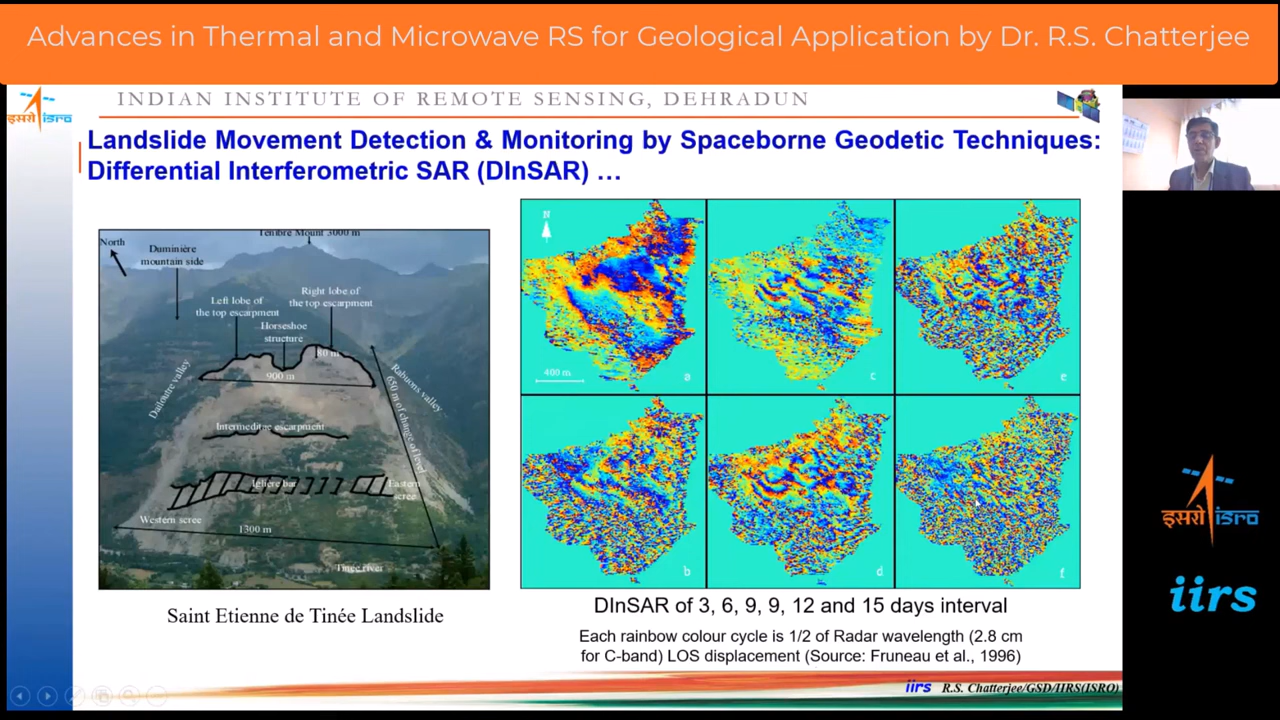 Advances in Thermal and Microwave RS for Geological Application by Dr. R.S. Chatterjee
इसरो isro
INDIAN INSTITUTE OF REMOTE SENSING, DEHRADUN
Landslide Movement Detection & Monitoring by Spaceborne Geodetic Techniques:
Differential Interferometric SAR (DInSAR) …
Tenibre Mount 3000 m
North
Duminière
mountain side
Left lobe of
the top escarpment
Right lobe of
the top escarpment
Horseshoe
structure
80 m
900 m
Dailoutre valley
Rabuons valley
650 m of change of level
Intermeditae escarpment
Iglière bar
Eastern
scree
Western scree
1300 m
Tinée river
Saint Etienne de Tinée Landslide
N
400 m
a
c
e
b
d
f
DInSAR of 3, 6, 9, 9, 12 and 15 days interval
Each rainbow colour cycle is 1/2 of Radar wavelength (2.8 cm
for C-band) LOS displacement (Source: Fruneau et al., 1996)
iirs R.S. Chatterjee/GSD/IIRS(ISRO)
इसरो isro
iirs